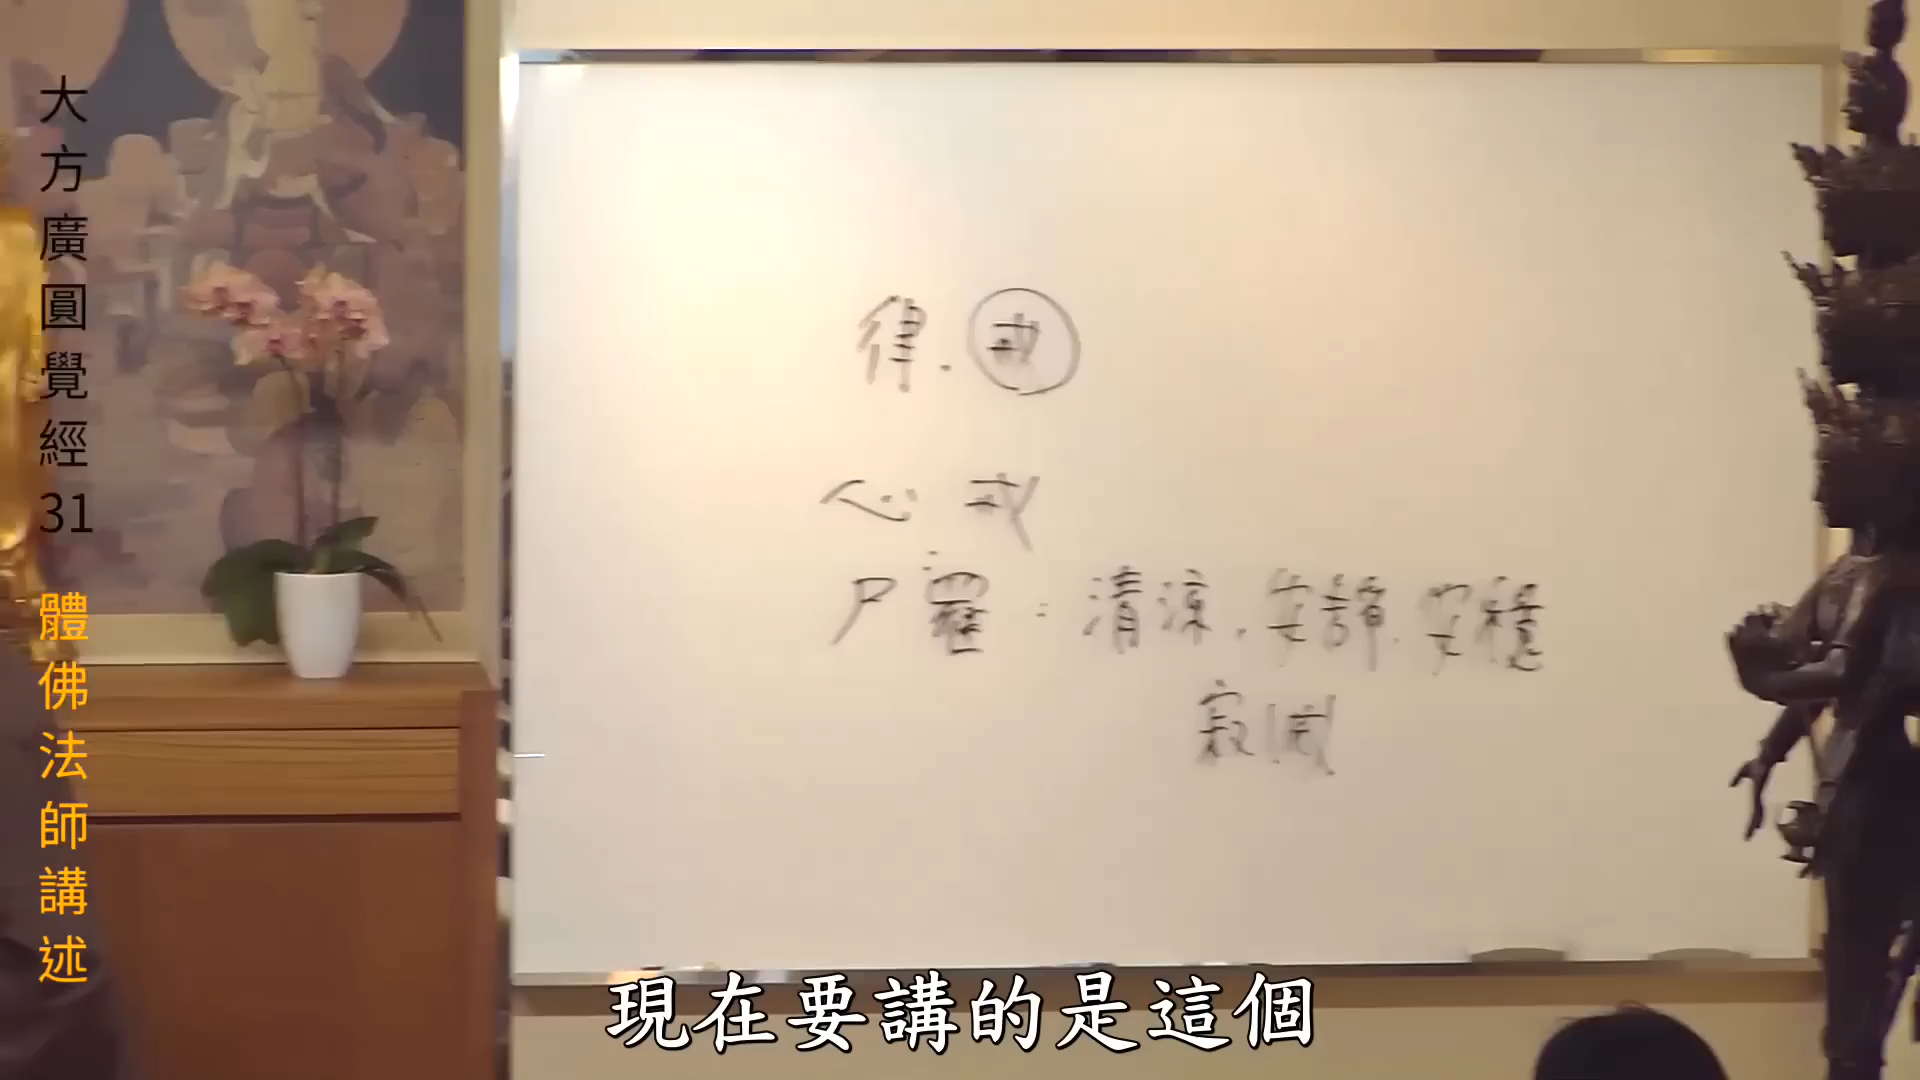 大方廣圓覺經31 體佛法師講述
律.戒
心戒
尸羅:清涼.安靜.安穩
寂滅
現在要講的是這個